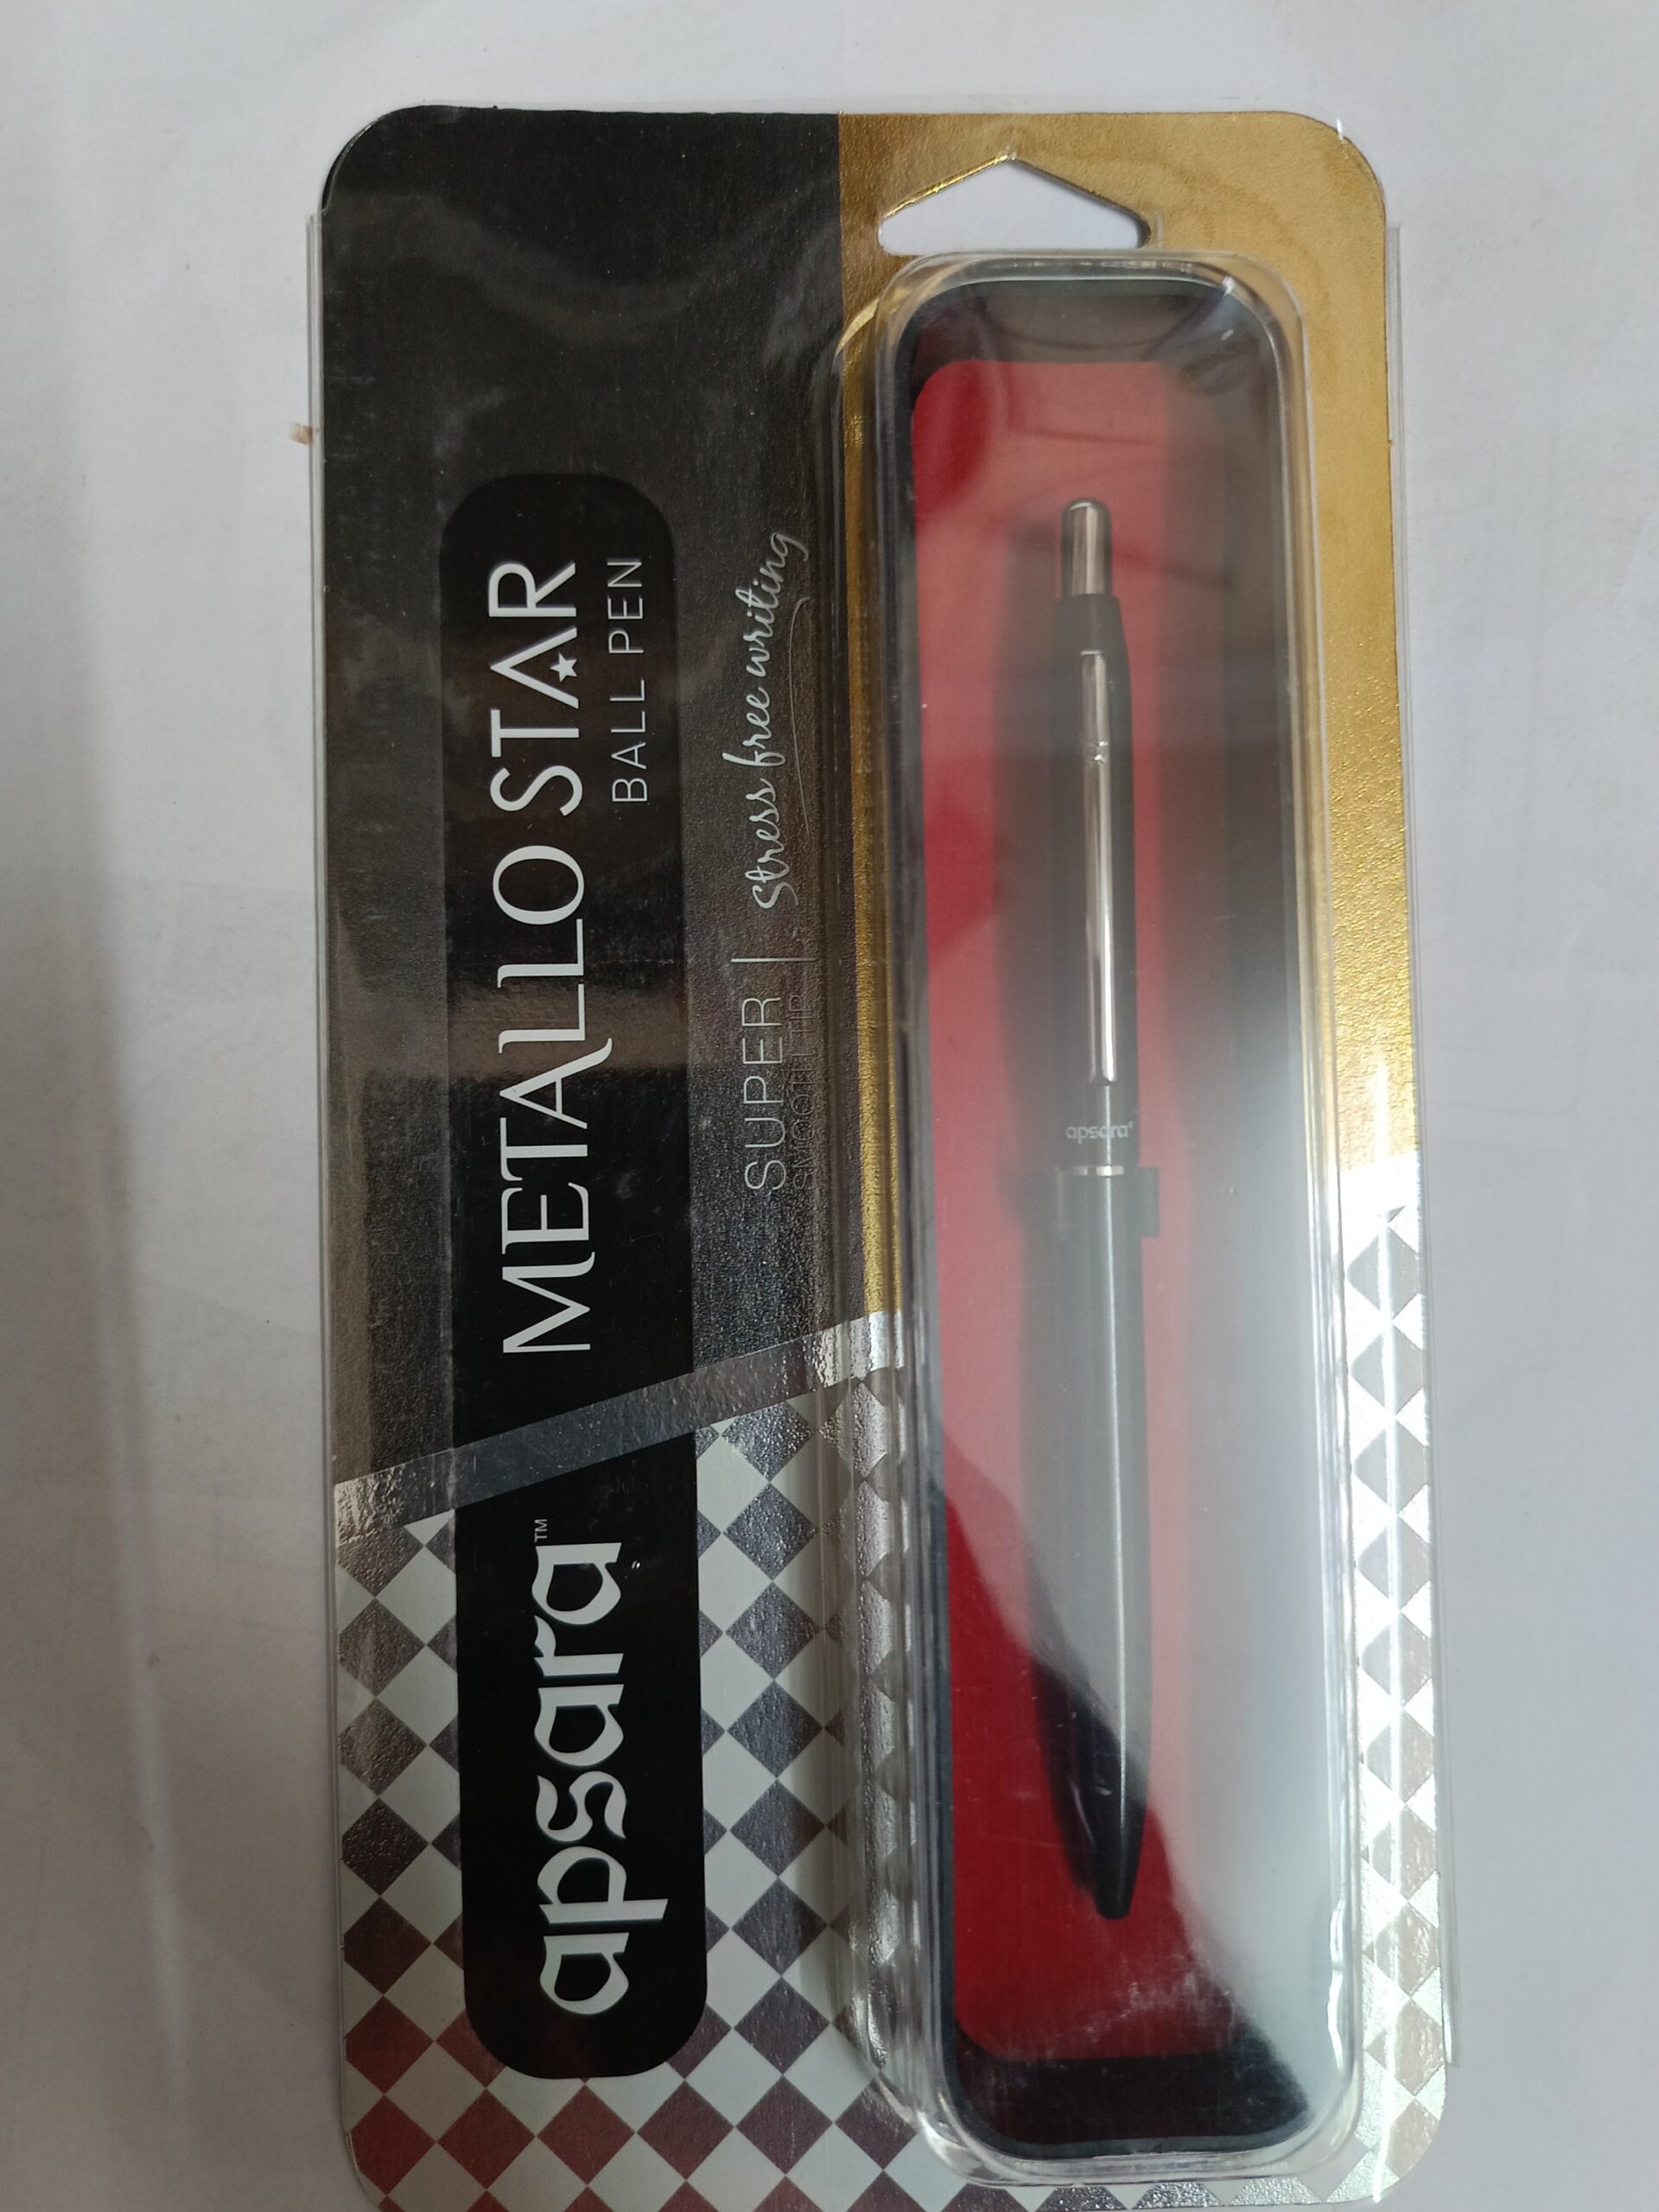 apsara™
METALLO STAR
BALL PEN
SUPER
SMOOTH TIP
Stress free writing
apsara